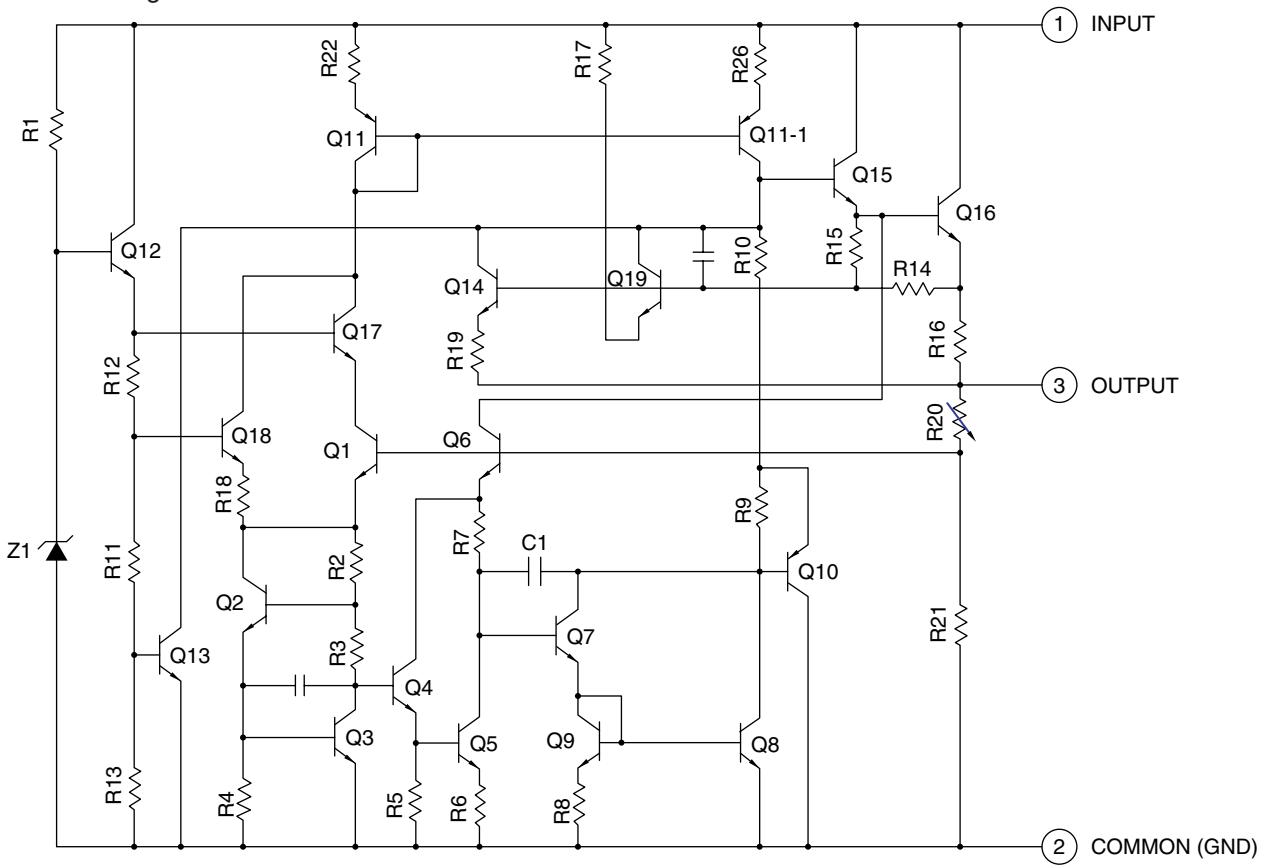 1 INPUT
R22
R17
R26
R1
Q11
Q11-1
Q15
Q16
Q12
R15
R10
R14
Q14
Q19
Q17
R19
R16
R12
3 OUTPUT
R20
Q18
Q1
Q6
R18
R7
R9
Z1
R11
R2
C1
Q10
Q2
Q7
R21
R3
Q13
Q4
Q3
Q5
Q9
Q8
R13
R4
R5
R6
R8
2 COMMON (GND)